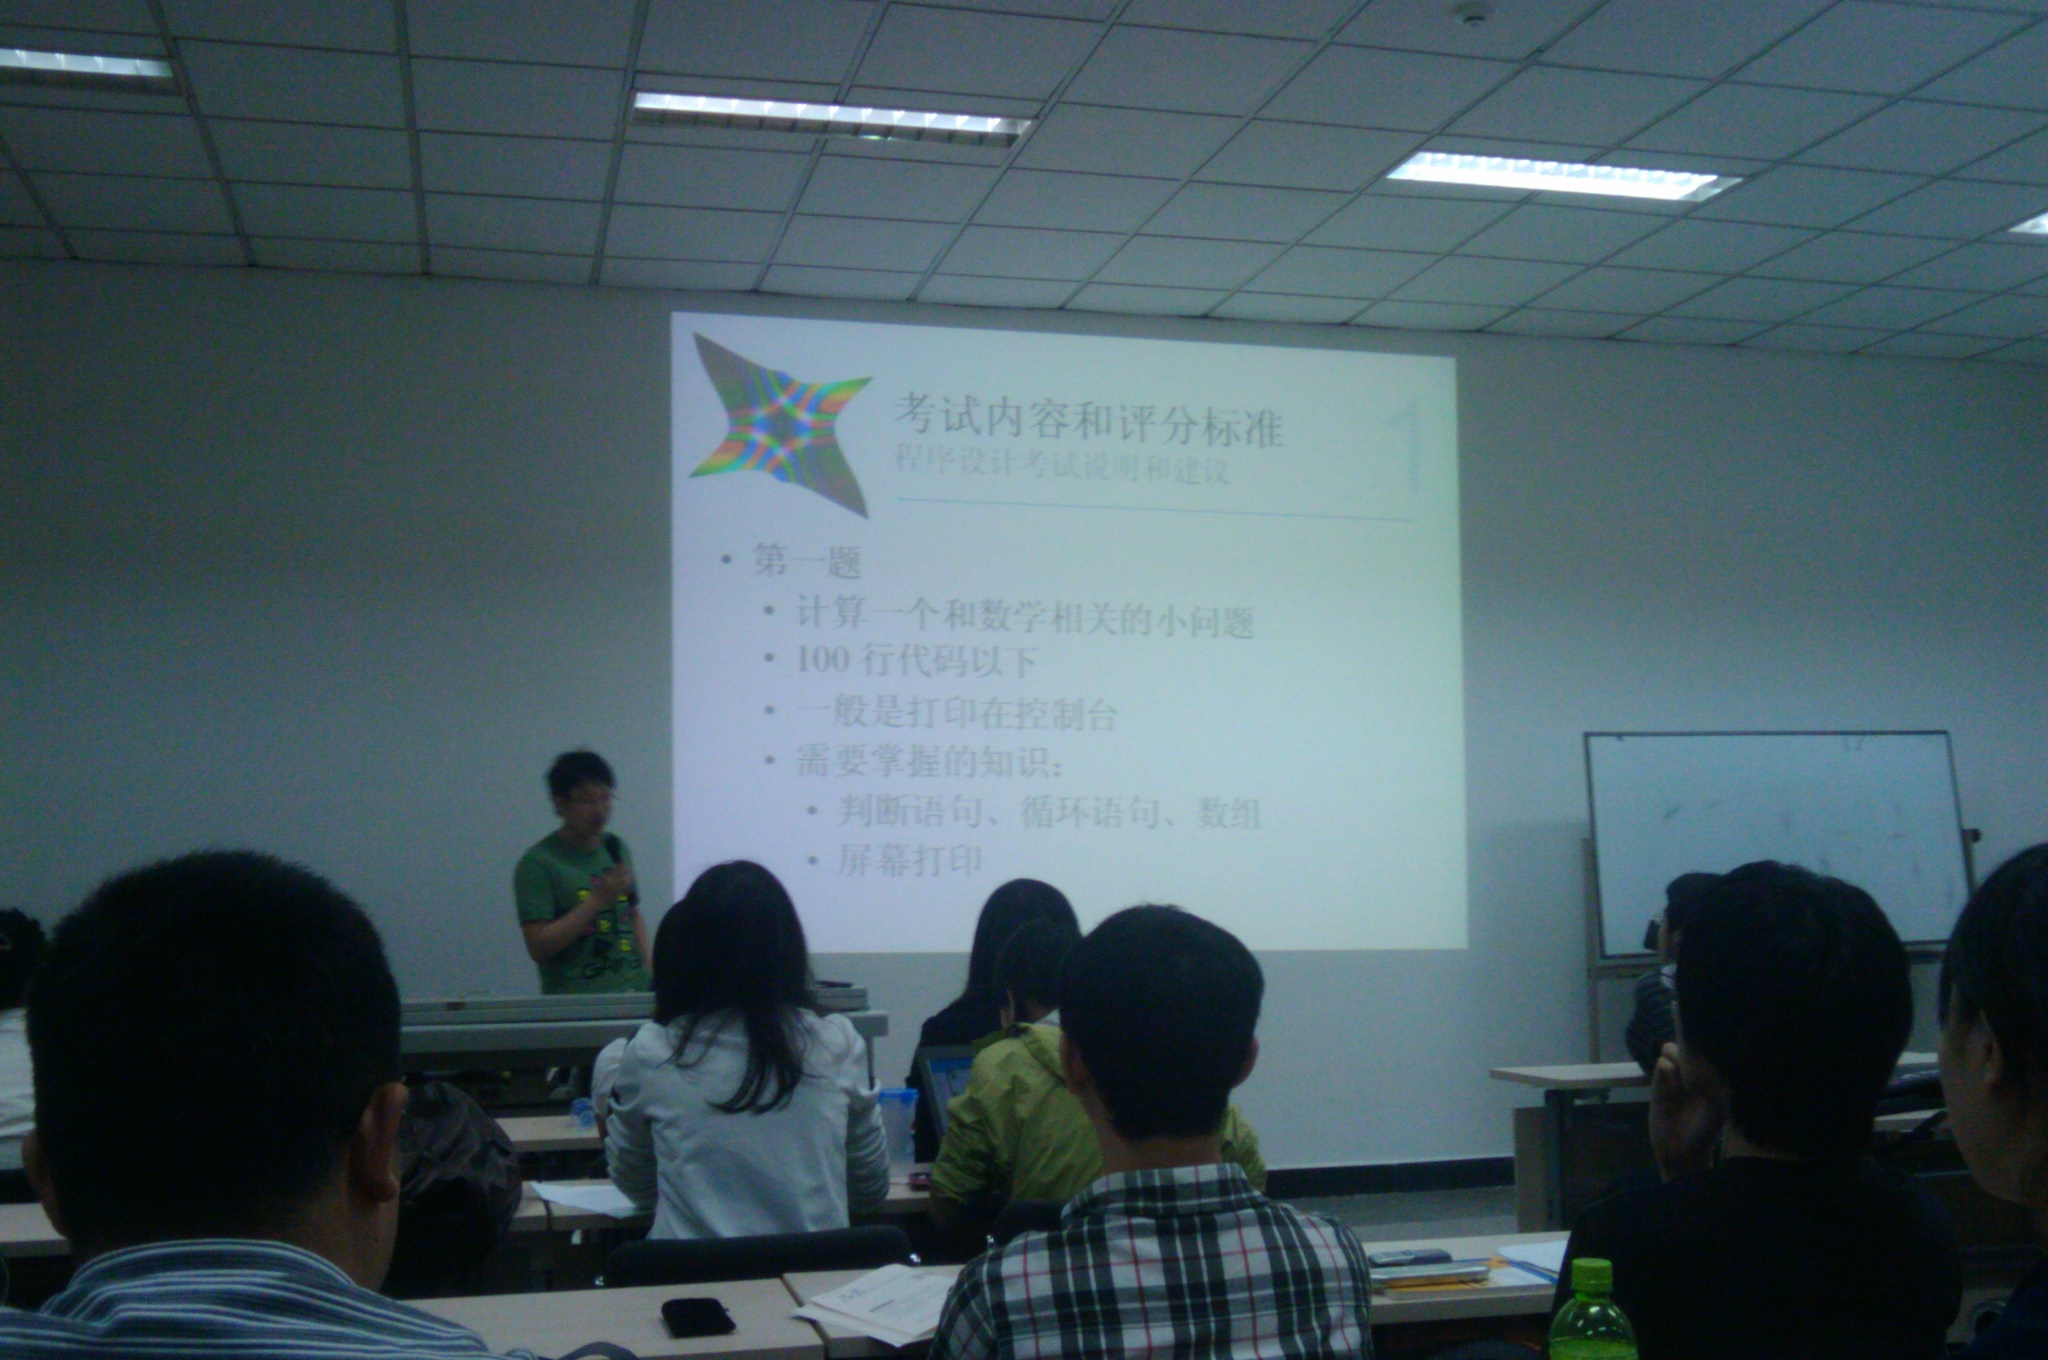 考试内容和评分标准
程序设计考试说明和建议
1
• 第一题
• 计算一个和数学相关的小问题
• 100 行代码以下
• 一般是打印在控制台
• 需要掌握的知识：
• 判断语句、循环语句、数组
• 屏幕打印